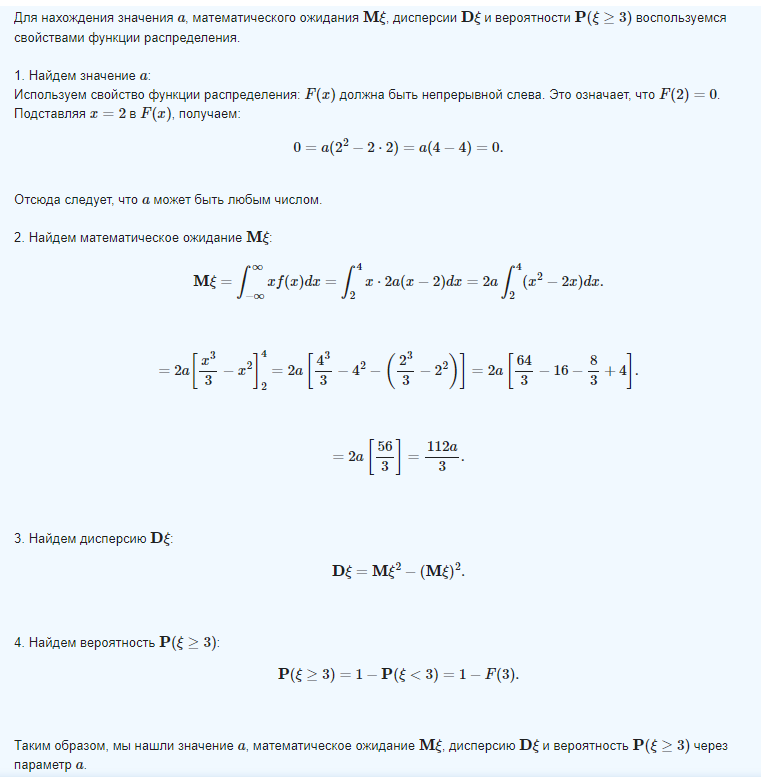 Для нахождения значения a, математического ожидания Mξ, дисперсии Dξ и вероятности P(ξ ≥ 3) воспользуемся
свойствами функции распределения.
1. Найдем значение a:
Используем свойство функции распределения: F(x) должна быть непрерывной слева. Это означает, что F(2) = 0.
Подставляя x = 2 в F(x), получаем:
0 = a(2² − 2 · 2) = a(4 − 4) = 0.
Отсюда следует, что a может быть любым числом.
2. Найдем математическое ожидание Mξ:
Mξ = ∫_{−∞}^{∞} xf(x)dx = ∫_{2}^{4} x · 2a(x − 2)dx = 2a ∫_{2}^{4} (x² − 2x)dx.
= 2a[x³/3 − x²]_{2}^{4} = 2a[4³/3 − 4² − (2³/3 − 2²)] = 2a[64/3 − 16 − 8/3 + 4].
= 2a[56/3] = 112a/3.
3. Найдем дисперсию Dξ:
Dξ = Mξ² − (Mξ)².
4. Найдем вероятность P(ξ ≥ 3):
P(ξ ≥ 3) = 1 − P(ξ < 3) = 1 − F(3).
Таким образом, мы нашли значение a, математическое ожидание Mξ, дисперсию Dξ и вероятность P(ξ ≥ 3) через
параметр a.